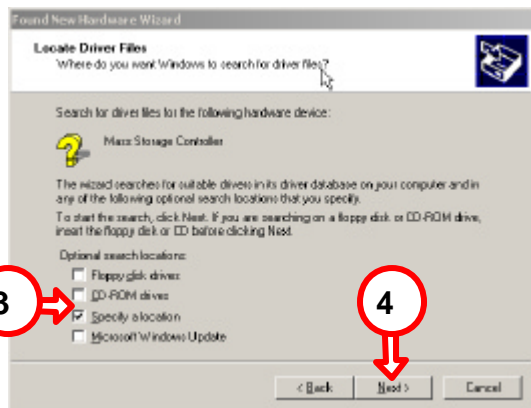 Found New Hardware Wizard
Locate Driver Files
Where do you want Windows to search for driver files?
Search for driver files for the following hardware device:
Mass Storage Controller
The wizard searches for suitable drivers in its driver database on your computer and in
any of the following optional search locations that you specify.
To start the search, click Next. If you are searching on a floppy disk or CD-ROM drive,
insert the floppy disk or CD before clicking Next.
Optional search locations:
Floppy disk drives
3
CD-ROM drives
4
Specify a location
Microsoft Windows Update
< Back
Next >
Cancel